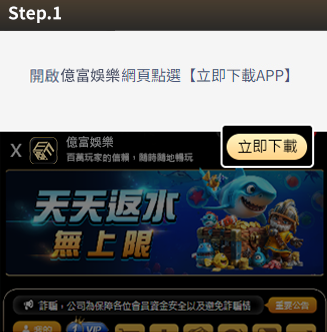 Step.1
開啟億富娛樂網頁點選【立即下載APP】
X 億富娛樂
百萬玩家的信賴，隨時隨地暢玩
立即下載
天天返水
無上限
詐騙，公司為保障各位會員資金安全以及避免詐騙情
重要公告
VIP